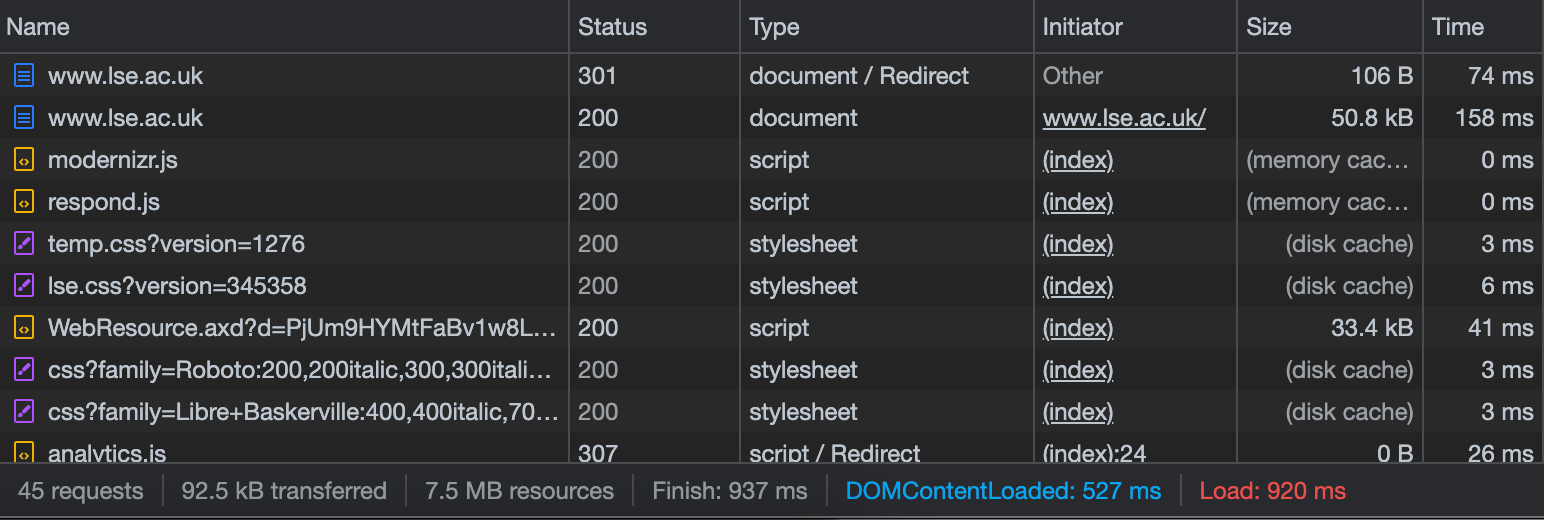 Name Status Type Initiator Size Time
www.lse.ac.uk 301 document / Redirect Other 106 B 74 ms
www.lse.ac.uk 200 document www.lse.ac.uk/ 50.8 kB 158 ms
modernizr.js 200 script (index) (memory cac… 0 ms
respond.js 200 script (index) (memory cac… 0 ms
temp.css?version=1276 200 stylesheet (index) (disk cache) 3 ms
lse.css?version=345358 200 stylesheet (index) (disk cache) 6 ms
WebResource.axd?d=PjUm9HYMtFaBv1w8L… 200 script (index) 33.4 kB 41 ms
css?family=Roboto:200,200italic,300,300itali… 200 stylesheet (index) (disk cache) 3 ms
css?family=Libre+Baskerville:400,400italic,70… 200 stylesheet (index) (disk cache) 3 ms
analytics.js 307 script / Redirect (index):24 0 B 26 ms
45 requests 92.5 kB transferred 7.5 MB resources Finish: 937 ms DOMContentLoaded: 527 ms Load: 920 ms